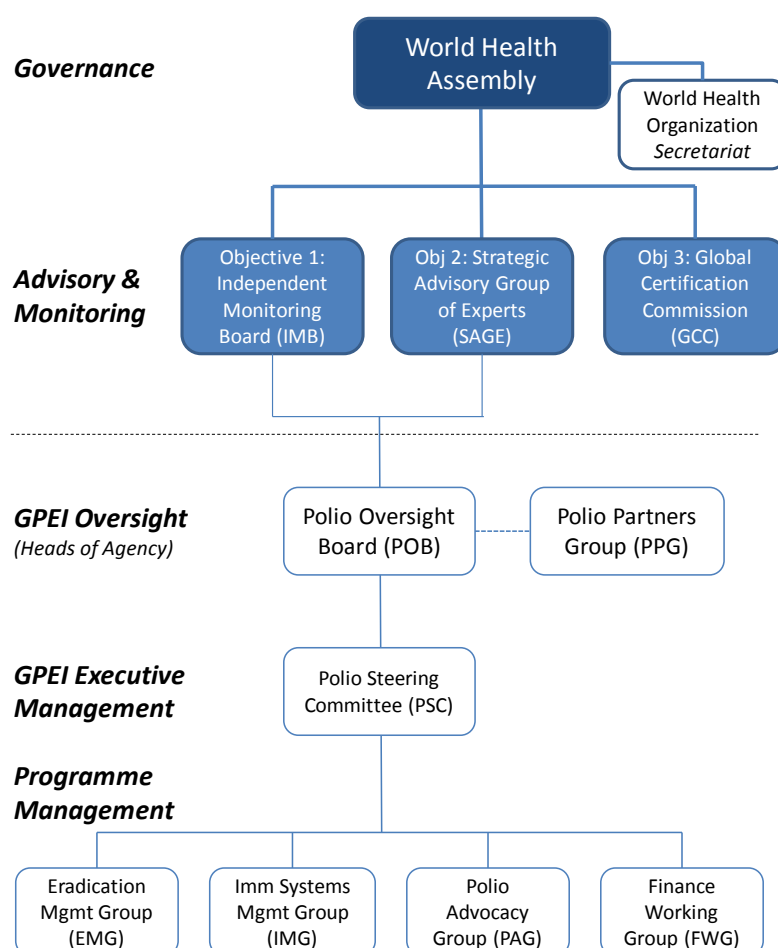 Governance
World Health
Assembly
World Health
Organization
Secretariat
Advisory &
Monitoring
Objective 1:
Independent
Monitoring
Board (IMB)
Obj 2: Strategic
Advisory Group
of Experts
(SAGE)
Obj 3: Global
Certification
Commission
(GCC)
GPEI Oversight
(Heads of Agency)
Polio Oversight
Board (POB)
Polio Partners
Group (PPG)
GPEI Executive
Management
Polio Steering
Committee (PSC)
Programme
Management
Eradication
Mgmt Group
(EMG)
Imm Systems
Mgmt Group
(IMG)
Polio
Advocacy
Group (PAG)
Finance
Working
Group (FWG)